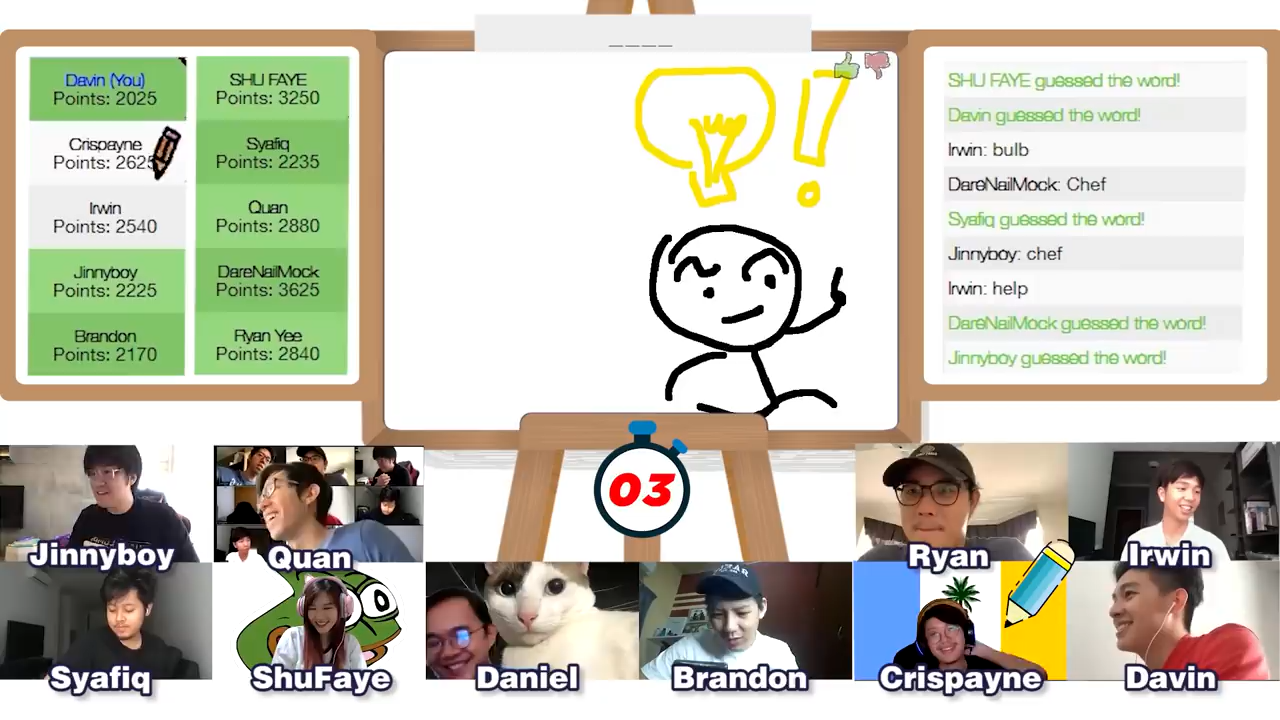 ____
Davin (You)
Points: 2025
SHU FAYE
Points: 3250
Crispayne
Points: 2625
Syafiq
Points: 2235
Irwin
Points: 2540
Quan
Points: 2880
Jinnyboy
Points: 2225
DareNailMock
Points: 3625
Brandon
Points: 2170
Ryan Yee
Points: 2840
!
SHU FAYE guessed the word!
Davin guessed the word!
Irwin: bulb
DareNailMock: Chef
Syafiq guessed the word!
Jinnyboy: chef
Irwin: help
DareNailMock guessed the word!
Jinnyboy guessed the word!
03
Jinnyboy
Quan
Ryan
Irwin
Syafiq
ShuFaye
Daniel
Brandon
Crispayne
Davin